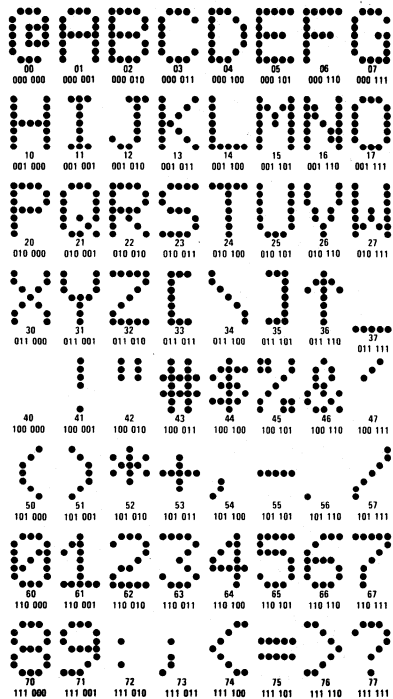 @ A B C D E F G
00 01 02 03 04 05 06 07
000 000 000 001 000 010 000 011 000 100 000 101 000 110 000 111
H I J K L M N O
10 11 12 13 14 15 16 17
001 000 001 001 001 010 001 011 001 100 001 101 001 110 001 111
P Q R S T U V W
20 21 22 23 24 25 26 27
010 000 010 001 010 010 010 011 010 100 010 101 010 110 010 111
X Y Z [ \ ] ↑ _
30 31 32 33 34 35 36 37
011 000 011 001 011 010 011 011 011 100 011 101 011 110 011 111
! " # $ % & '
40 41 42 43 44 45 46 47
100 000 100 001 100 010 100 011 100 100 100 101 100 110 100 111
( ) * + , - . /
50 51 52 53 54 55 56 57
101 000 101 001 101 010 101 011 101 100 101 101 101 110 101 111
0 1 2 3 4 5 6 7
60 61 62 63 64 65 66 67
110 000 110 001 110 010 110 011 110 100 110 101 110 110 110 111
8 9 : ; < = > ?
70 71 72 73 74 75 76 77
111 000 111 001 111 010 111 011 111 100 111 101 111 110 111 111